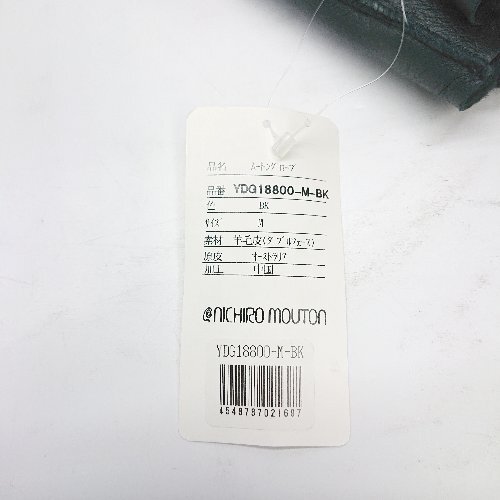 品名 ムートングローブ
品番 YDG18800-M-BK
色 BK
サイズ M
素材 羊毛皮(ダブルフェース)
原皮 オーストラリア
加工 中国
NICHIRO MOUTON
YDG18800-M-BK
4548787021687